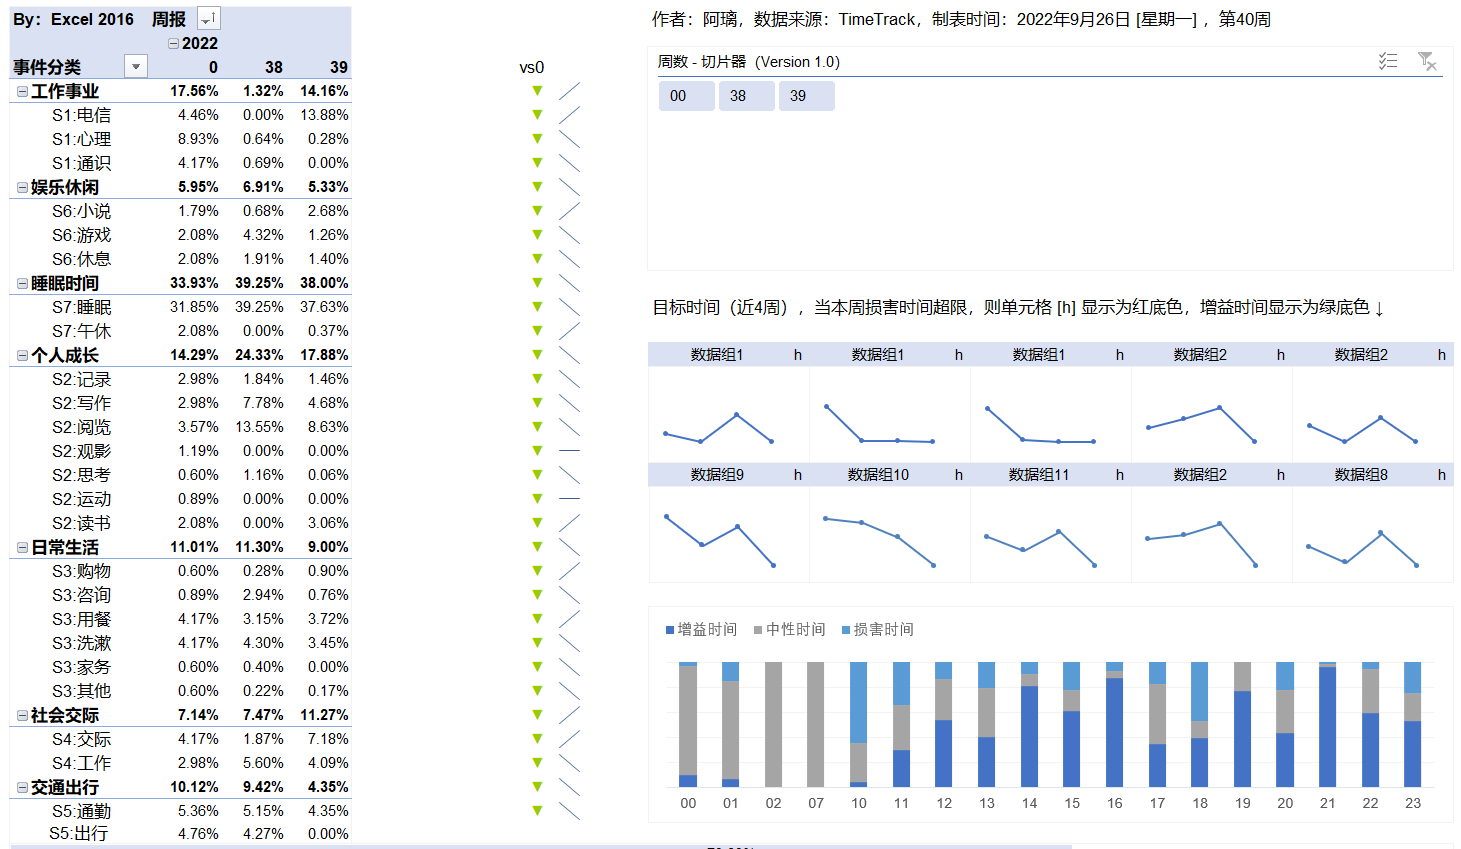 By：Excel 2016 周报
2022
事件分类 0 38 39 vs0
工作事业 17.56% 1.32% 14.16%
S1:电信 4.46% 0.00% 13.88%
S1:心理 8.93% 0.64% 0.28%
S1:通识 4.17% 0.69% 0.00%
娱乐休闲 5.95% 6.91% 5.33%
S6:小说 1.79% 0.68% 2.68%
S6:游戏 2.08% 4.32% 1.26%
S6:休息 2.08% 1.91% 1.40%
睡眠时间 33.93% 39.25% 38.00%
S7:睡眠 31.85% 39.25% 37.63%
S7:午休 2.08% 0.00% 0.37%
个人成长 14.29% 24.33% 17.88%
S2:记录 2.98% 1.84% 1.46%
S2:写作 2.98% 7.78% 4.68%
S2:阅览 3.57% 13.55% 8.63%
S2:观影 1.19% 0.00% 0.00%
S2:思考 0.60% 1.16% 0.06%
S2:运动 0.89% 0.00% 0.00%
S2:读书 2.08% 0.00% 3.06%
日常生活 11.01% 11.30% 9.00%
S3:购物 0.60% 0.28% 0.90%
S3:咨询 0.89% 2.94% 0.76%
S3:用餐 4.17% 3.15% 3.72%
S3:洗漱 4.17% 4.30% 3.45%
S3:家务 0.60% 0.40% 0.00%
S3:其他 0.60% 0.22% 0.17%
社会交际 7.14% 7.47% 11.27%
S4:交际 4.17% 1.87% 7.18%
S4:工作 2.98% 5.60% 4.09%
交通出行 10.12% 9.42% 4.35%
S5:通勤 5.36% 5.15% 4.35%
S5:出行 4.76% 4.27% 0.00%
作者：阿璃，数据来源：TimeTrack，制表时间：2022年9月26日 [星期一] ，第40周
周数 - 切片器（Version 1.0）
00 38 39
目标时间（近4周），当本周损害时间超限，则单元格 [h] 显示为红底色，增益时间显示为绿底色 ↓
数据组1 h 数据组1 h 数据组1 h 数据组2 h 数据组2 h
数据组9 h 数据组10 h 数据组11 h 数据组2 h 数据组8 h
增益时间 中性时间 损害时间
00 01 02 07 10 11 12 13 14 15 16 17 18 19 20 21 22 23